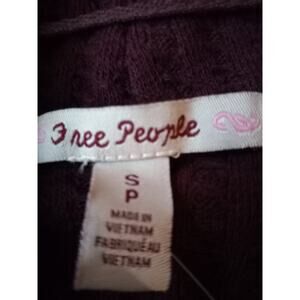 Free People
S
P
MADE IN
VIETNAM
FABRIQUÉ AU
VIETNAM